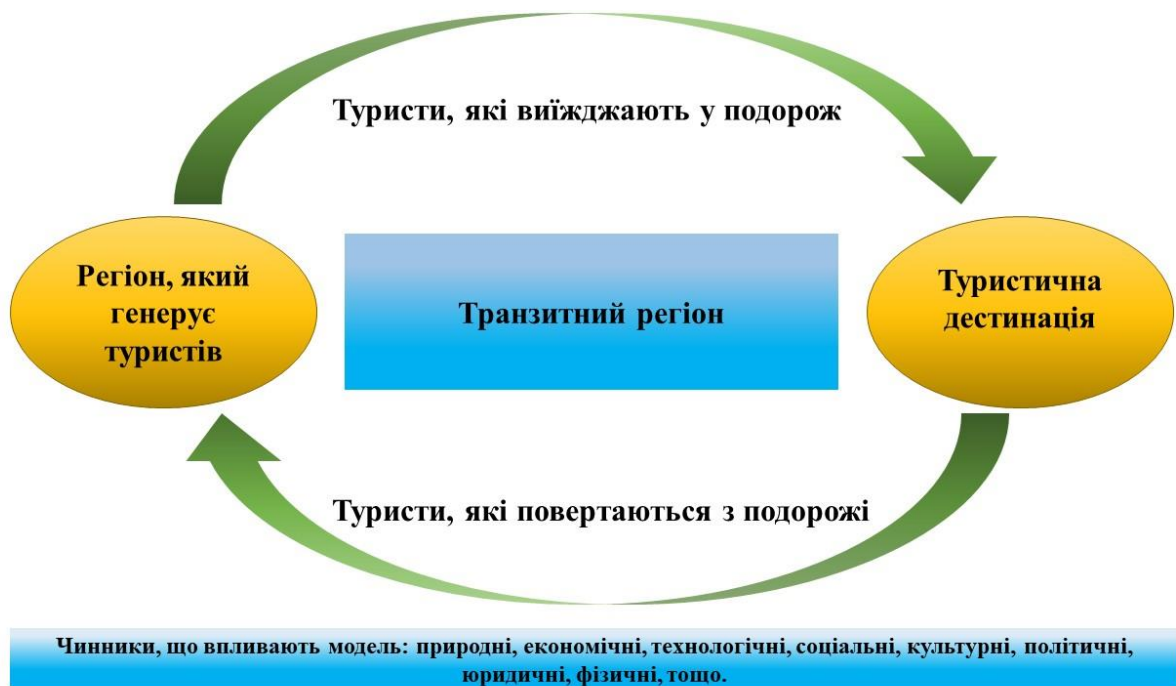 Туристи, які виїжджають у подорож
Регіон, який
генерує
туристів
Транзитний регіон
Туристична
дестинація
Туристи, які повертаються з подорожі
Чинники, що впливають модель: природні, економічні, технологічні, соціальні, культурні, політичні,
юридичні, фізичні, тощо.